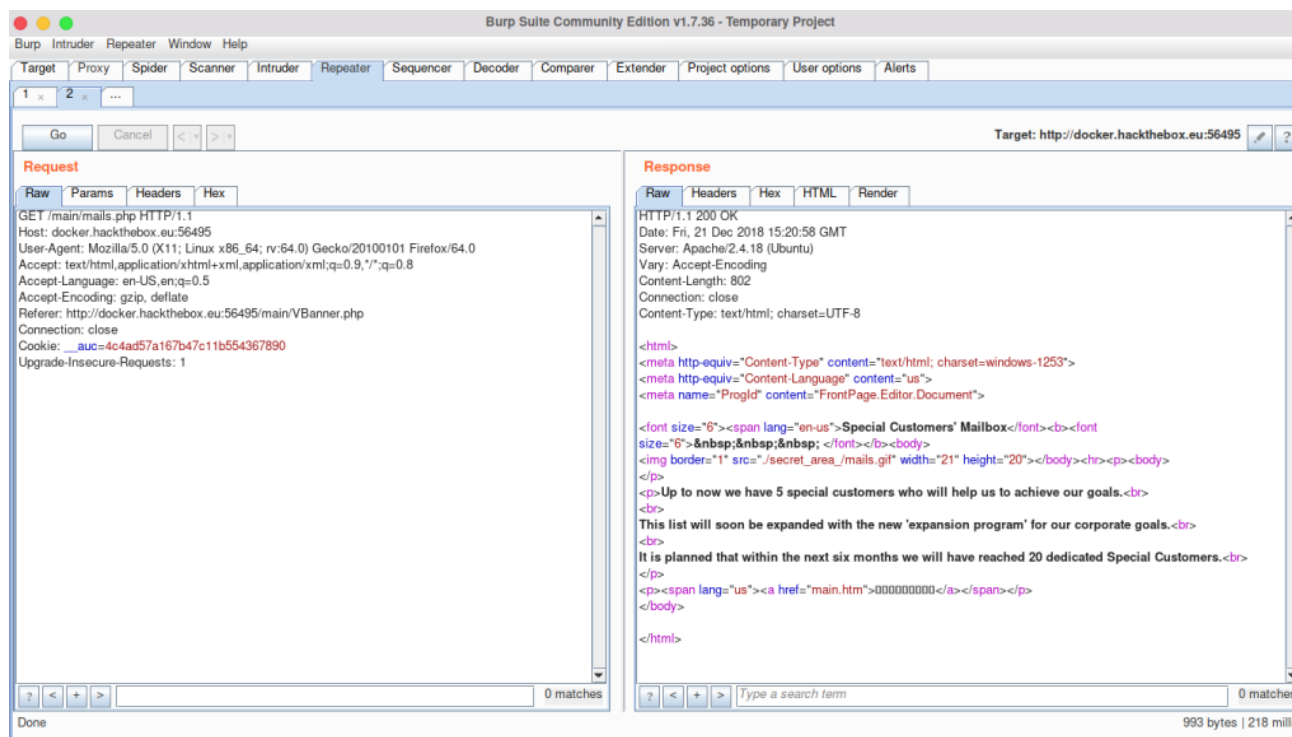 Burp Suite Community Edition v1.7.36 - Temporary Project
Burp Intruder Repeater Window Help
Target Proxy Spider Scanner Intruder Repeater Sequencer Decoder Comparer Extender Project options User options Alerts
1 × 2 × ...
Go Cancel < > Target: http://docker.hackthebox.eu:56495 ?
Request
Raw Params Headers Hex
GET /main/mails.php HTTP/1.1
Host: docker.hackthebox.eu:56495
User-Agent: Mozilla/5.0 (X11; Linux x86_64; rv:64.0) Gecko/20100101 Firefox/64.0
Accept: text/html,application/xhtml+xml,application/xml;q=0.9,*/*;q=0.8
Accept-Language: en-US,en;q=0.5
Accept-Encoding: gzip, deflate
Referer: http://docker.hackthebox.eu:56495/main/VBanner.php
Connection: close
Cookie: __auc=4c4ad57a167b47c11b554367890
Upgrade-Insecure-Requests: 1
? < + > 0 matches
Response
Raw Headers Hex HTML Render
HTTP/1.1 200 OK
Date: Fri, 21 Dec 2018 15:20:58 GMT
Server: Apache/2.4.18 (Ubuntu)
Vary: Accept-Encoding
Content-Length: 802
Connection: close
Content-Type: text/html; charset=UTF-8
<html>
<meta http-equiv="Content-Type" content="text/html; charset=windows-1253">
<meta http-equiv="Content-Language" content="us">
<meta name="ProgId" content="FrontPage.Editor.Document">
<font size="6"><span lang="en-us">Special Customers' Mailbox</font><b><font
size="6">&nbsp;&nbsp;&nbsp; </font></b><body>
<img border="1" src="./secret_area_/mails.gif" width="21" height="20"></body><hr><p><body>
</p>
<p>Up to now we have 5 special customers who will help us to achieve our goals.<br>
<br>
This list will soon be expanded with the new 'expansion program' for our corporate goals.<br>
<br>
It is planned that within the next six months we will have reached 20 dedicated Special Customers.<br>
</p>
<p><span lang="us"><a href="main.htm">▯▯▯▯▯▯▯▯▯</a></span></p>
</body>
</html>
? < + > Type a search term 0 matches
Done 993 bytes | 218 milli